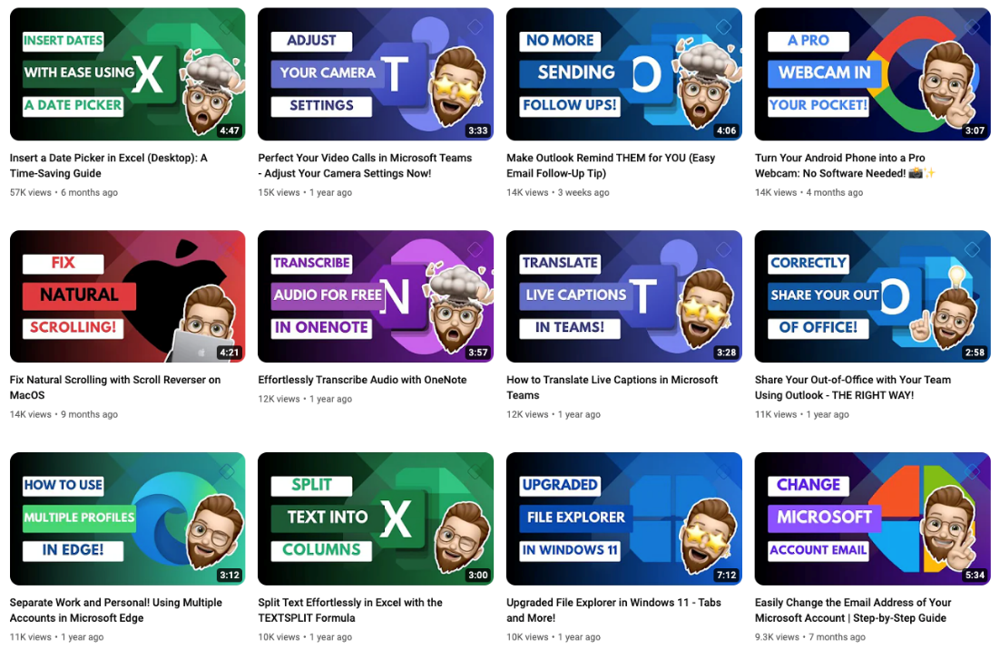 INSERT DATES
WITH EASE USING
X
A DATE PICKER
4:47
Insert a Date Picker in Excel (Desktop): A
Time-Saving Guide
57K views • 6 months ago
ADJUST
YOUR CAMERA
T
SETTINGS
3:33
Perfect Your Video Calls in Microsoft Teams
- Adjust Your Camera Settings Now!
15K views • 1 year ago
NO MORE
SENDING
O
FOLLOW UPS!
4:06
Make Outlook Remind THEM for YOU (Easy
Email Follow-Up Tip)
14K views • 3 weeks ago
A PRO
WEBCAM IN
YOUR POCKET!
3:07
Turn Your Android Phone into a Pro
Webcam: No Software Needed! 📸✨
14K views • 4 months ago
FIX
NATURAL
SCROLLING!
4:21
Fix Natural Scrolling with Scroll Reverser on
MacOS
14K views • 9 months ago
TRANSCRIBE
AUDIO FOR FREE
N
IN ONENOTE
3:57
Effortlessly Transcribe Audio with OneNote
12K views • 1 year ago
TRANSLATE
LIVE CAPTIONS
T
IN TEAMS!
3:28
How to Translate Live Captions in Microsoft
Teams
12K views • 1 year ago
CORRECTLY
SHARE YOUR OUT
O
OF OFFICE!
2:58
Share Your Out-of-Office with Your Team
Using Outlook - THE RIGHT WAY!
11K views • 1 year ago
HOW TO USE
MULTIPLE PROFILES
IN EDGE!
3:12
Separate Work and Personal! Using Multiple
Accounts in Microsoft Edge
11K views • 1 year ago
SPLIT
TEXT INTO
X
COLUMNS
3:00
Split Text Effortlessly in Excel with the
TEXTSPLIT Formula
10K views • 1 year ago
UPGRADED
FILE EXPLORER
IN WINDOWS 11
7:12
Upgraded File Explorer in Windows 11 - Tabs
and More!
10K views • 1 year ago
CHANGE
MICROSOFT
ACCOUNT EMAIL
5:34
Easily Change the Email Address of Your
Microsoft Account | Step-by-Step Guide
9.3K views • 7 months ago